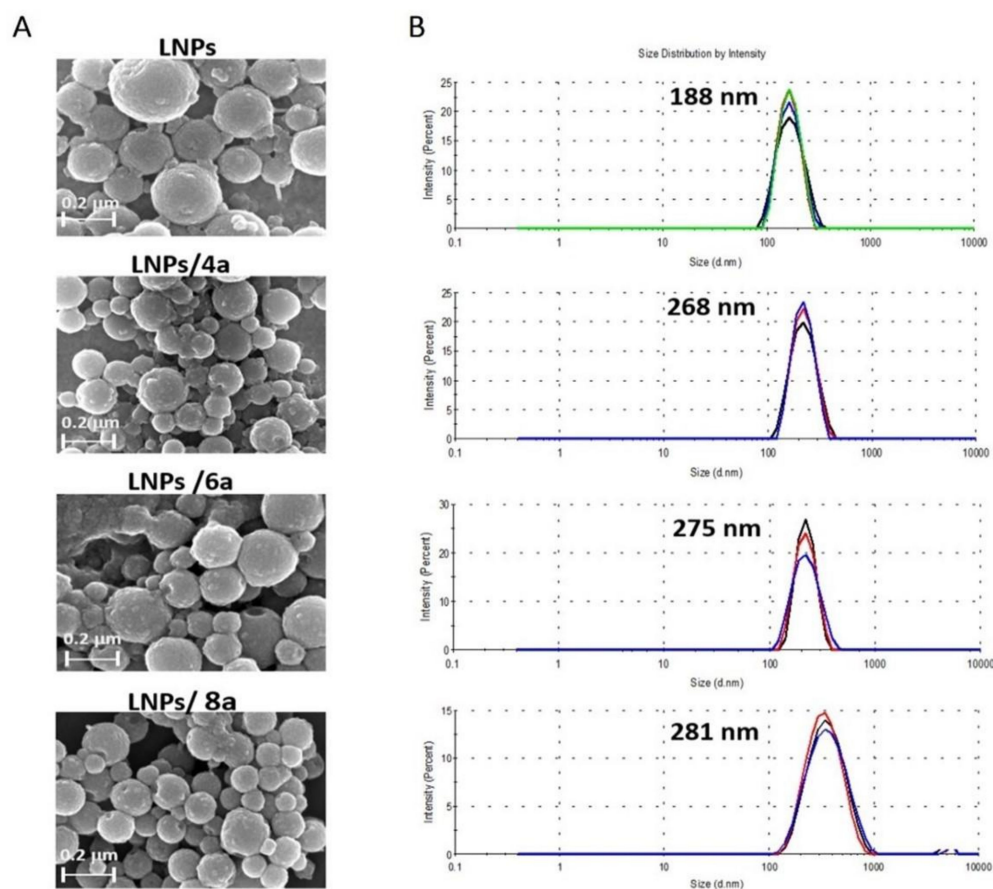 A
B
LNPs
0.2 µm
LNPs/4a
0.2 µm
LNPs /6a
0.2 µm
LNPs/ 8a
0.2 µm
Size Distribution by Intensity
188 nm
Intensity (Percent)
25
20
15
10
5
0
0.1 1 10 100 1000 10000
Size (d.nm)
268 nm
Intensity (Percent)
25
20
15
10
5
0
0.1 1 10 100 1000 10000
Size (d.nm)
275 nm
Intensity (Percent)
30
20
10
0
0.1 1 10 100 1000 10000
Size (d.nm)
281 nm
Intensity (Percent)
15
10
5
0
0.1 1 10 100 1000 10000
Size (d.nm)